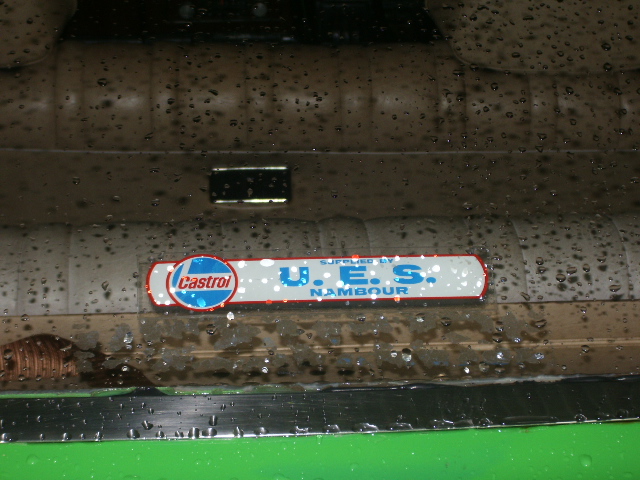 Castrol
SUPPLIED BY
U. E. S.
NAMBOUR